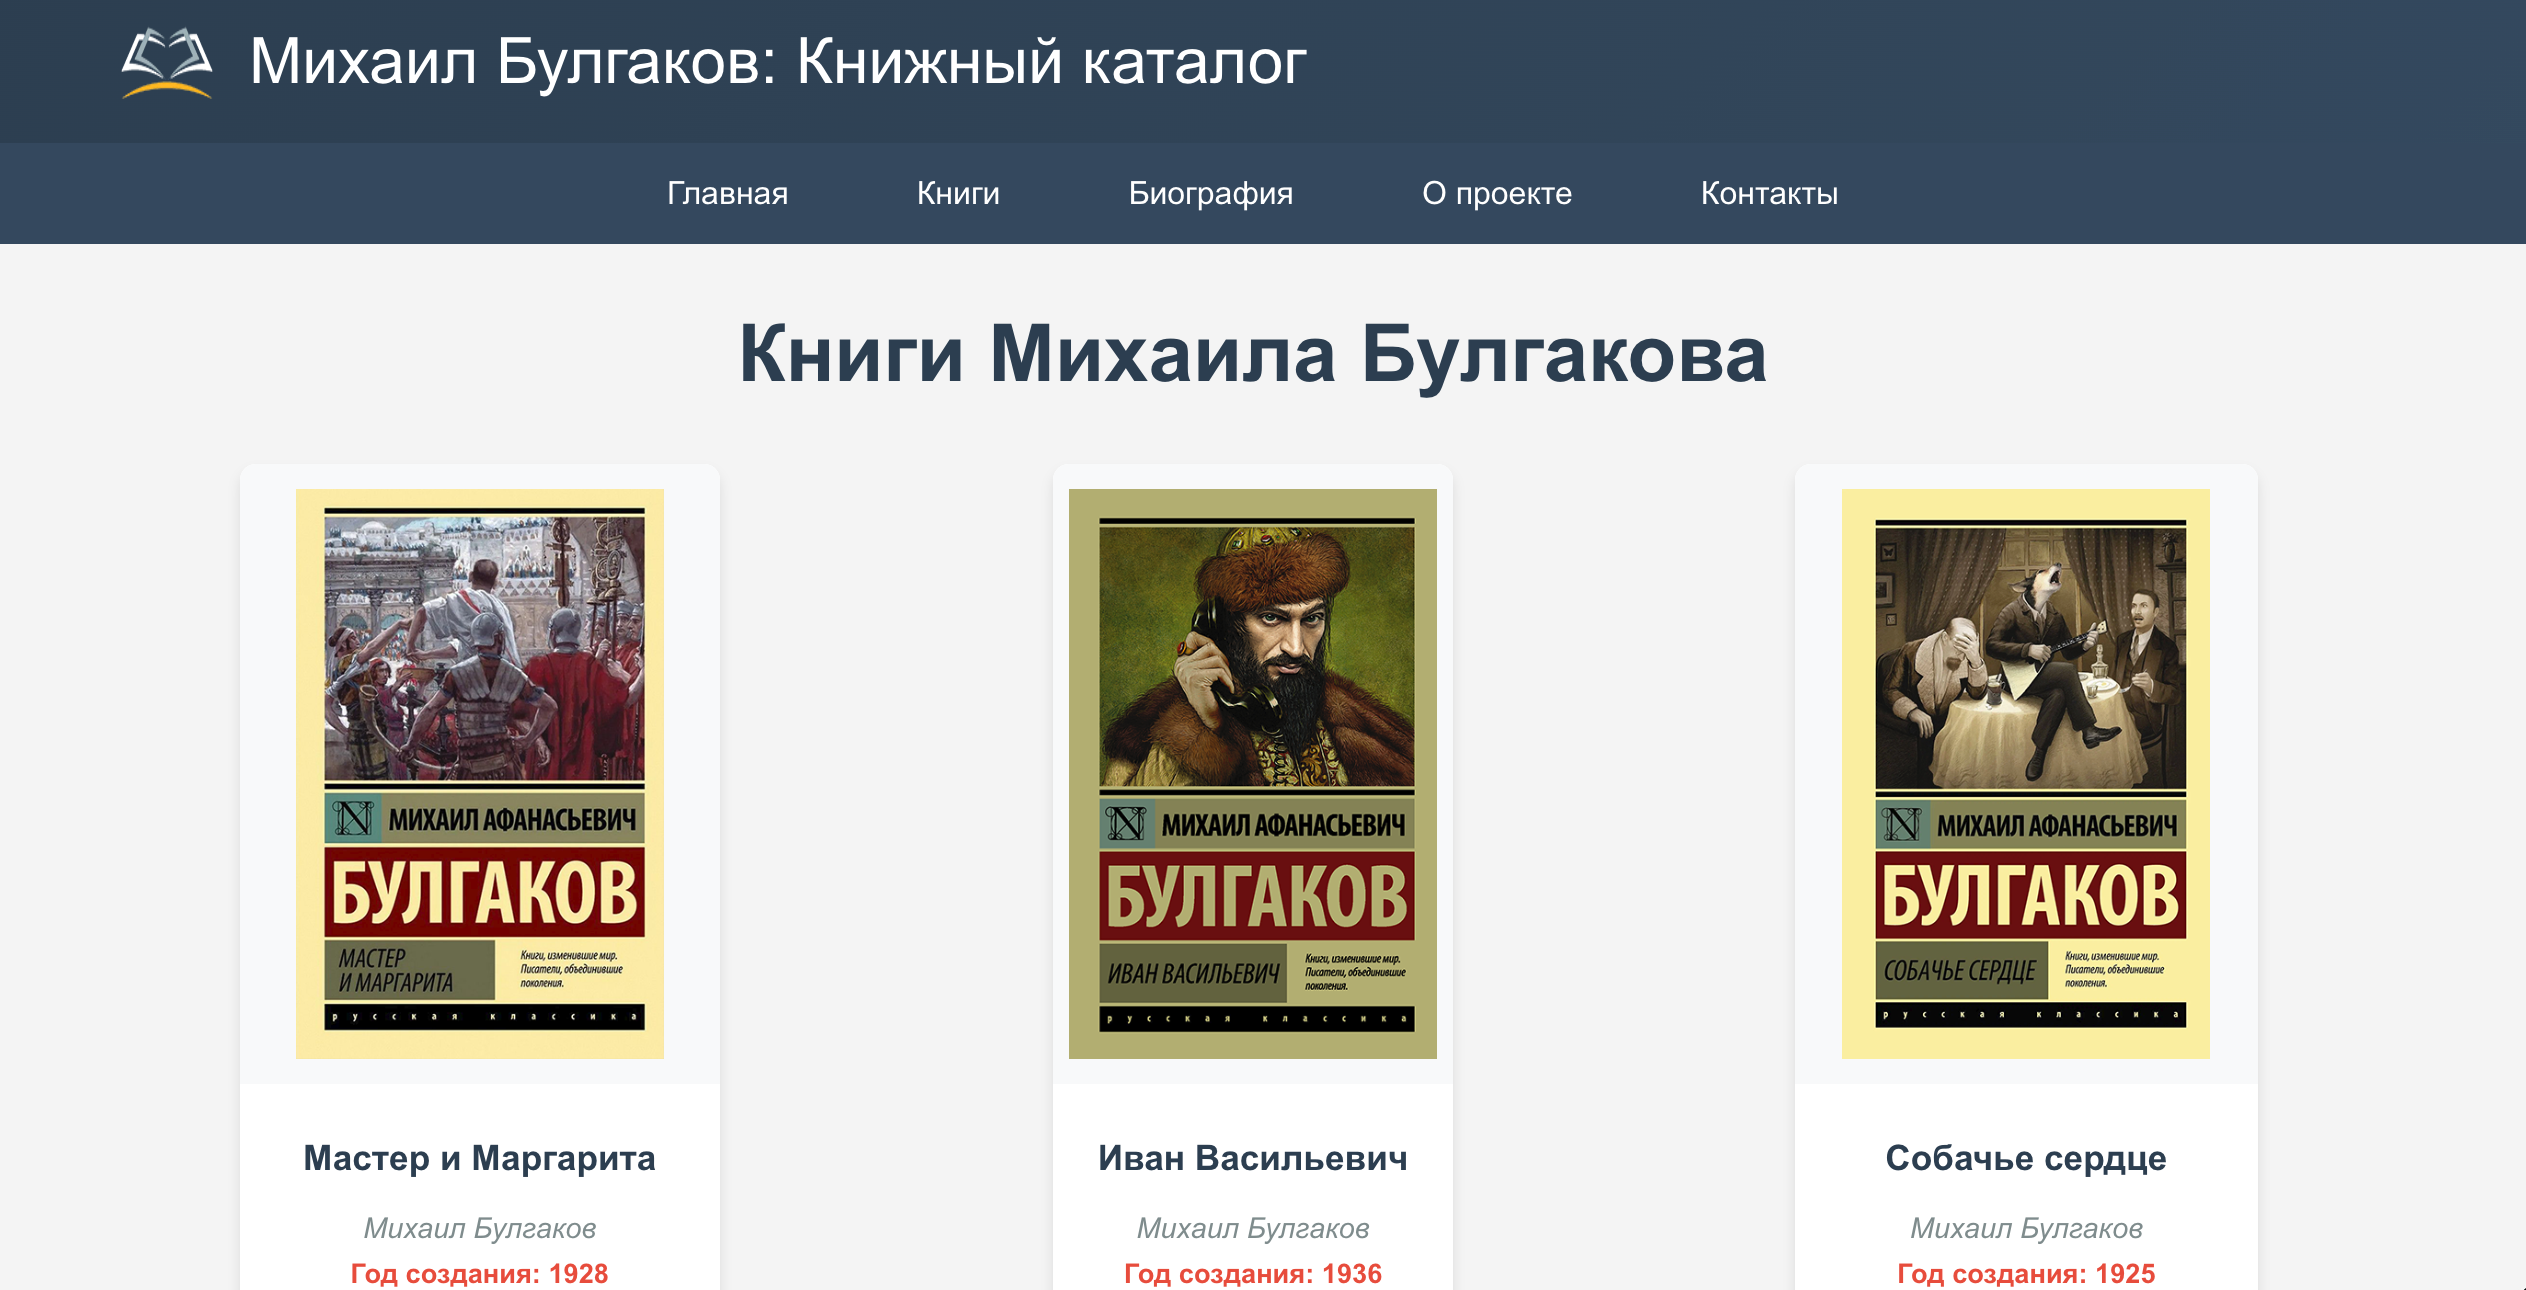 Михаил Булгаков: Книжный каталог
Главная Книги Биография О проекте Контакты
Книги Михаила Булгакова
МИХАИЛ АФАНАСЬЕВИЧ
БУЛГАКОВ
МАСТЕР
И МАРГАРИТА
Книги, изменившие мир.
Писатели, объединившие
поколения.
русская классика
Мастер и Маргарита
Михаил Булгаков
Год создания: 1928
МИХАИЛ АФАНАСЬЕВИЧ
БУЛГАКОВ
ИВАН ВАСИЛЬЕВИЧ
Книги, изменившие мир.
Писатели, объединившие
поколения.
русская классика
Иван Васильевич
Михаил Булгаков
Год создания: 1936
МИХАИЛ АФАНАСЬЕВИЧ
БУЛГАКОВ
СОБАЧЬЕ СЕРДЦЕ
Книги, изменившие мир.
Писатели, объединившие
поколения.
русская классика
Собачье сердце
Михаил Булгаков
Год создания: 1925